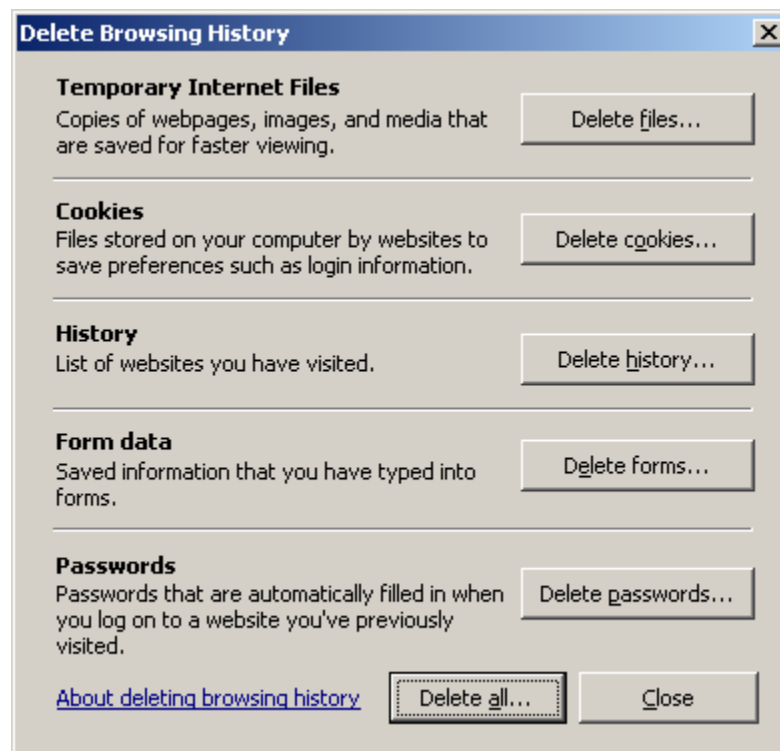 Delete Browsing History
Temporary Internet Files
Copies of webpages, images, and media that
are saved for faster viewing.
Delete files...
Cookies
Files stored on your computer by websites to
save preferences such as login information.
Delete cookies...
History
List of websites you have visited.
Delete history...
Form data
Saved information that you have typed into
forms.
Delete forms...
Passwords
Passwords that are automatically filled in when
you log on to a website you've previously
visited.
Delete passwords...
About deleting browsing history
Delete all...
Close